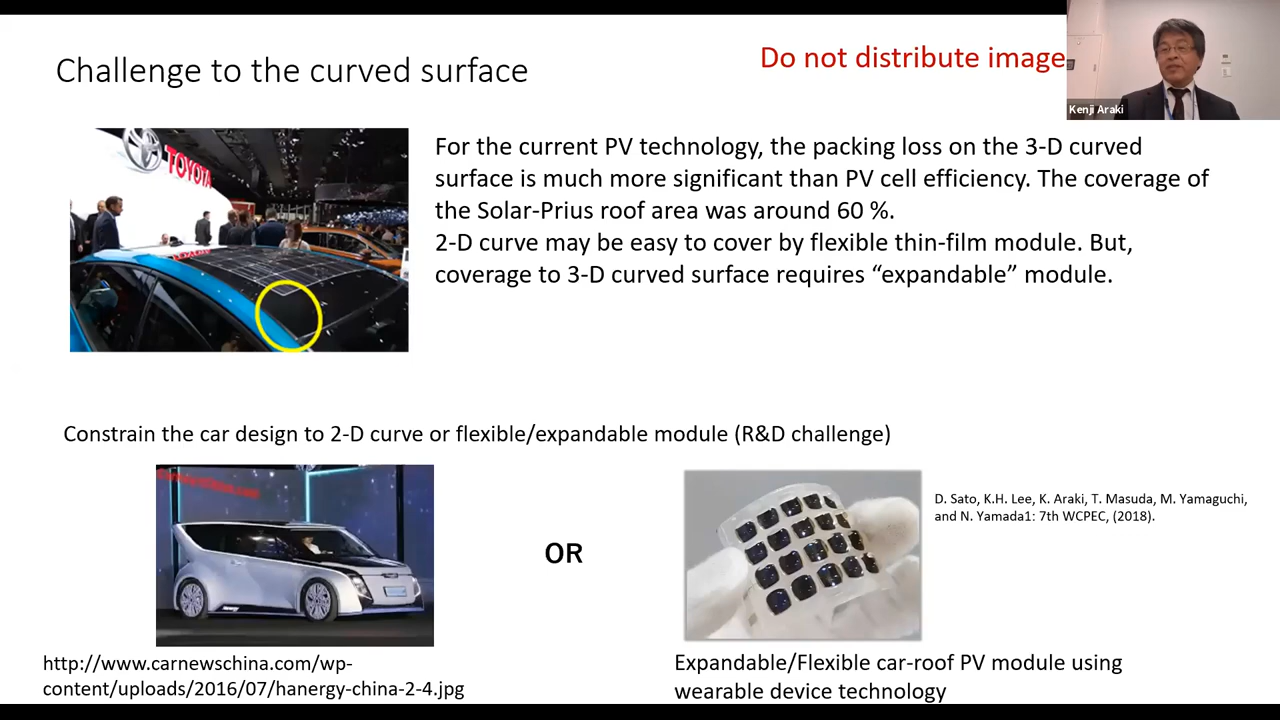 Challenge to the curved surface
Do not distribute image
Kenji Araki
TOYOTA
For the current PV technology, the packing loss on the 3-D curved
surface is much more significant than PV cell efficiency. The coverage of
the Solar-Prius roof area was around 60 %.
2-D curve may be easy to cover by flexible thin-film module. But,
coverage to 3-D curved surface requires “expandable” module.
Constrain the car design to 2-D curve or flexible/expandable module (R&D challenge)
OR
D. Sato, K.H. Lee, K. Araki, T. Masuda, M. Yamaguchi,
and N. Yamada1: 7th WCPEC, (2018).
http://www.carnewschina.com/wp-
content/uploads/2016/07/hanergy-china-2-4.jpg
Expandable/Flexible car-roof PV module using
wearable device technology